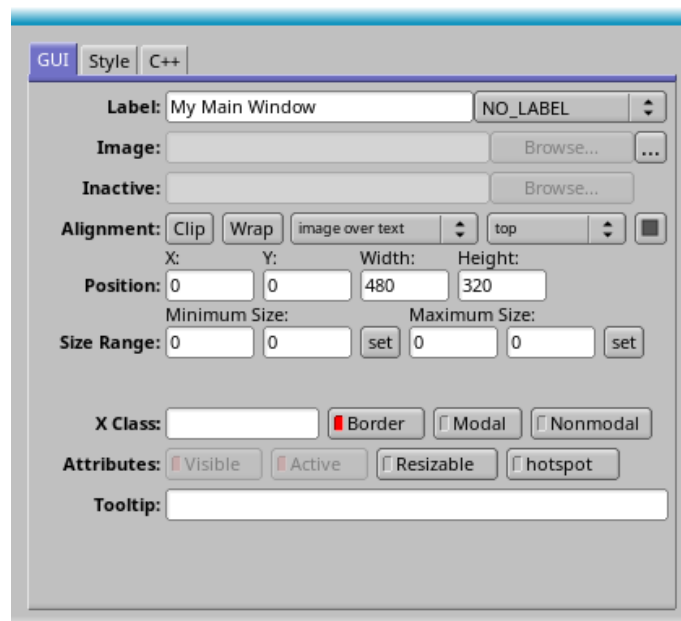 GUI Style C++
Label: My Main Window NO_LABEL
Image: Browse... ...
Inactive: Browse...
Alignment: Clip Wrap image over text top
X: Y: Width: Height:
Position: 0 0 480 320
Minimum Size: Maximum Size:
Size Range: 0 0 set 0 0 set
X Class: Border Modal Nonmodal
Attributes: Visible Active Resizable hotspot
Tooltip: